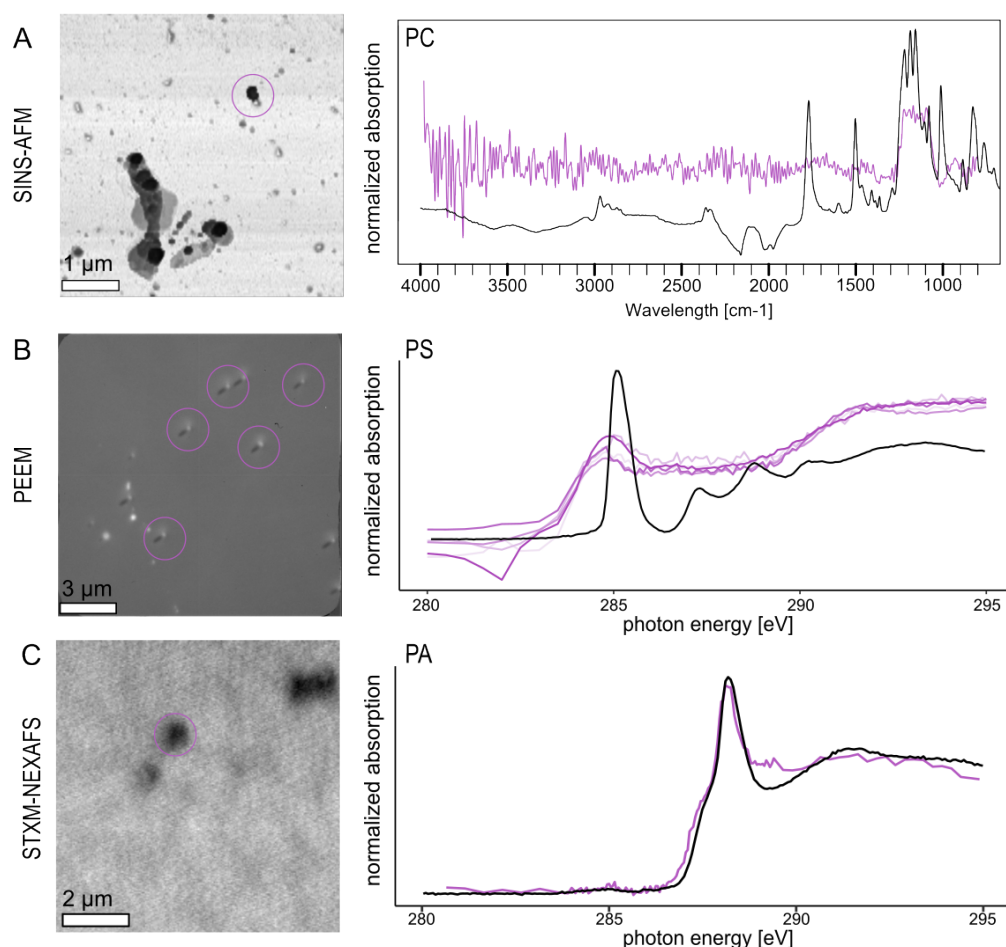 A
SINS-AFM
1 µm
PC
normalized absorption
4000 3500 3000 2500 2000 1500 1000
Wavelength [cm-1]
B
PEEM
3 µm
PS
normalized absorption
280 285 290 295
photon energy [eV]
C
STXM-NEXAFS
2 µm
PA
normalized absorption
280 285 290 295
photon energy [eV]